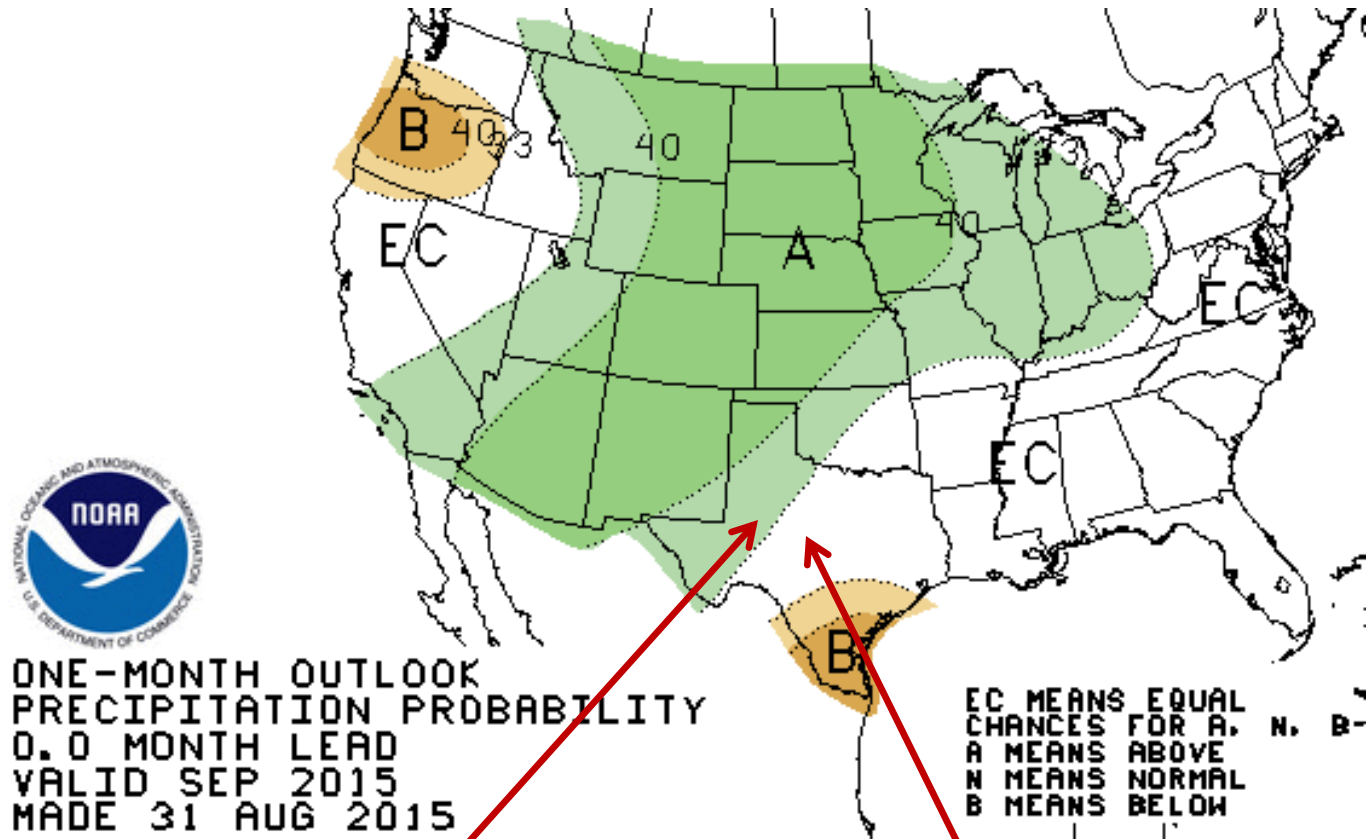 B 40 33
40
EC
A
40
33
EC
EC
B
NATIONAL OCEANIC AND ATMOSPHERIC ADMINISTRATION
NOAA
U.S. DEPARTMENT OF COMMERCE
ONE-MONTH OUTLOOK
PRECIPITATION PROBABILITY
0.0 MONTH LEAD
VALID SEP 2015
MADE 31 AUG 2015
EC MEANS EQUAL
CHANCES FOR A, N, B-
A MEANS ABOVE
N MEANS NORMAL
B MEANS BELOW